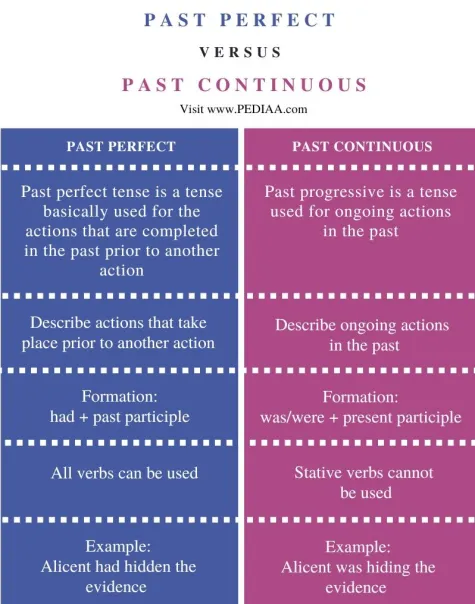 PAST PERFECT
VERSUS
PAST CONTINUOUS
Visit www.PEDIAA.com
PAST PERFECT
Past perfect tense is a tense
basically used for the
actions that are completed
in the past prior to another
action
Describe actions that take
place prior to another action
Formation:
had + past participle
All verbs can be used
Example:
Alicent had hidden the
evidence
PAST CONTINUOUS
Past progressive is a tense
used for ongoing actions
in the past
Describe ongoing actions
in the past
Formation:
was/were + present participle
Stative verbs cannot
be used
Example:
Alicent was hiding the
evidence